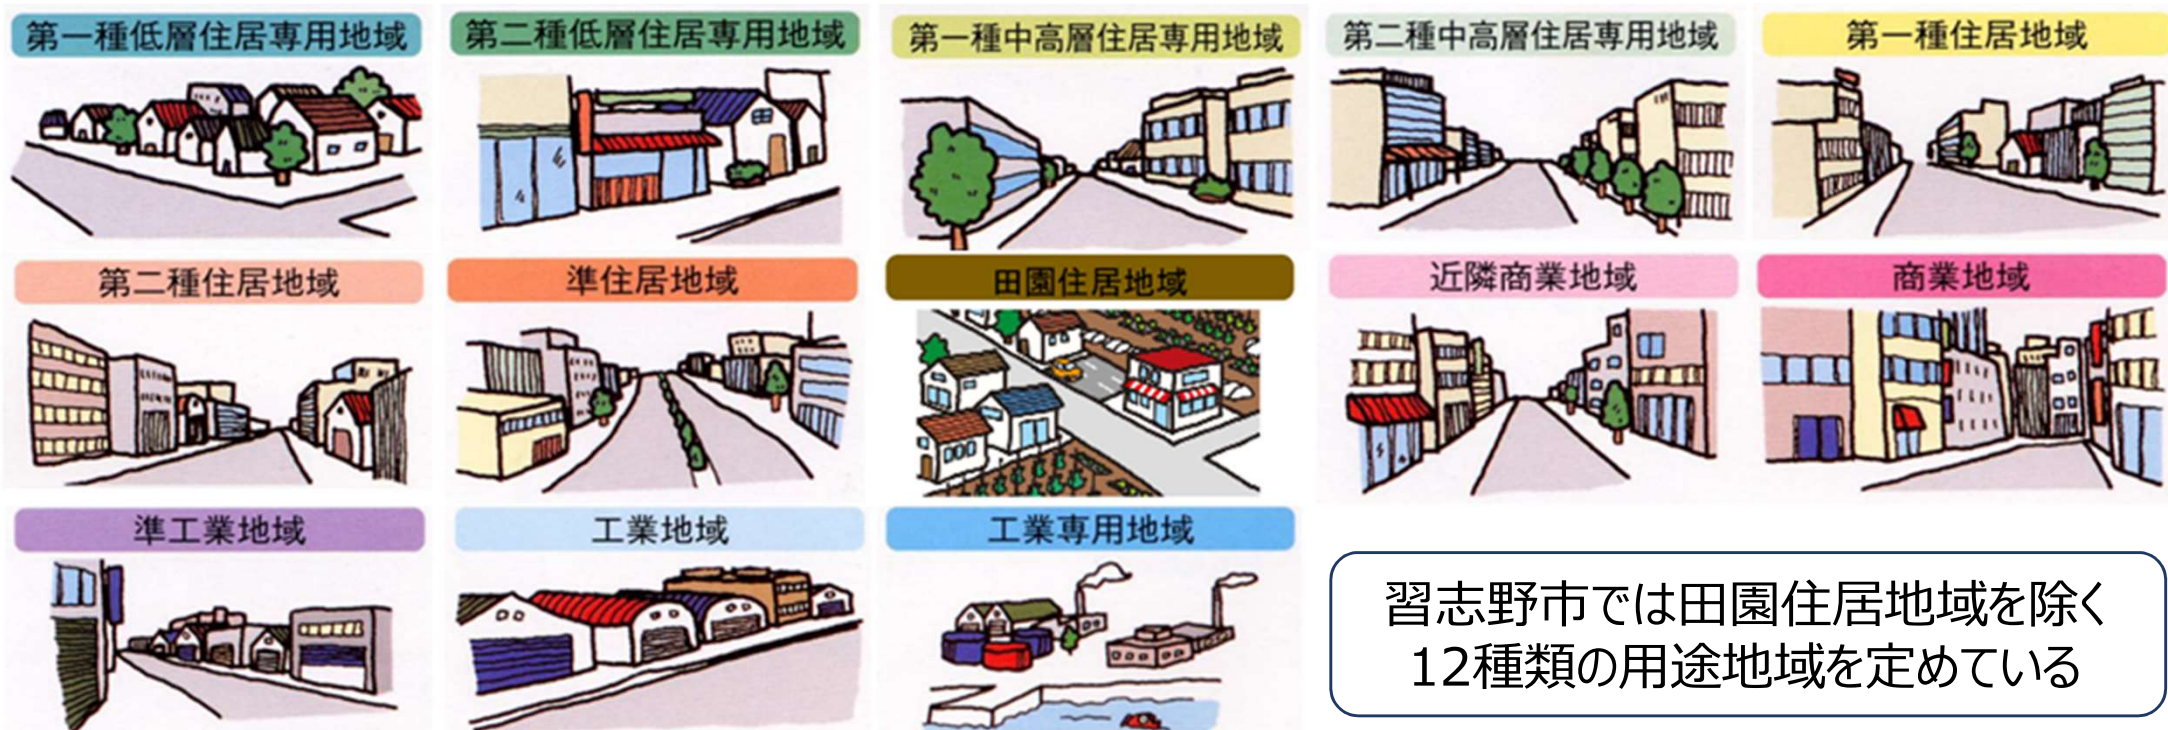 第一種低層住居専用地域
第二種低層住居専用地域
第一種中高層住居専用地域
第二種中高層住居専用地域
第一種住居地域
第二種住居地域
準住居地域
田園住居地域
近隣商業地域
商業地域
準工業地域
工業地域
工業専用地域
習志野市では田園住居地域を除く
12種類の用途地域を定めている